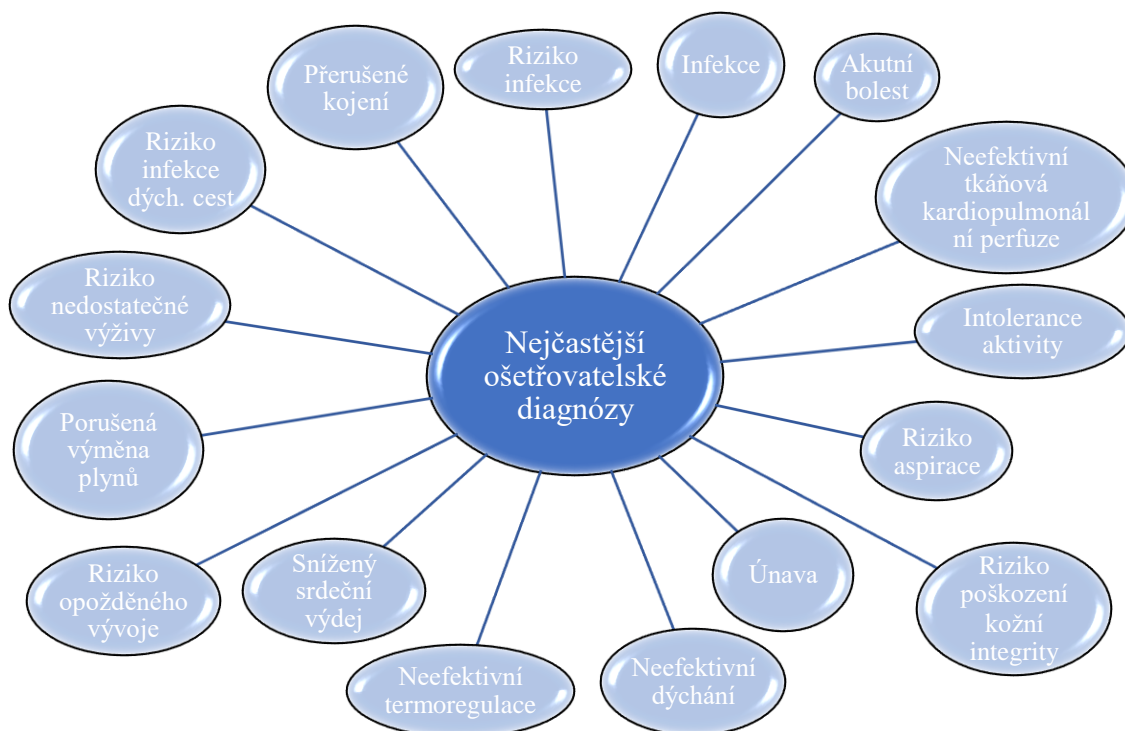 Nejčastější
ošetřovatelské
diagnózy
Riziko
infekce
Infekce
Akutní
bolest
Neefektivní
tkáňová
kardiopulmonál
ní perfuze
Intolerance
aktivity
Riziko
aspirace
Riziko
poškození
kožní
integrity
Únava
Neefektivní
dýchání
Neefektivní
termoregulace
Snížený
srdeční
výdej
Riziko
opožděného
vývoje
Porušená
výměna
plynů
Riziko
nedostatečné
výživy
Riziko
infekce
dých. cest
Přerušené
kojení